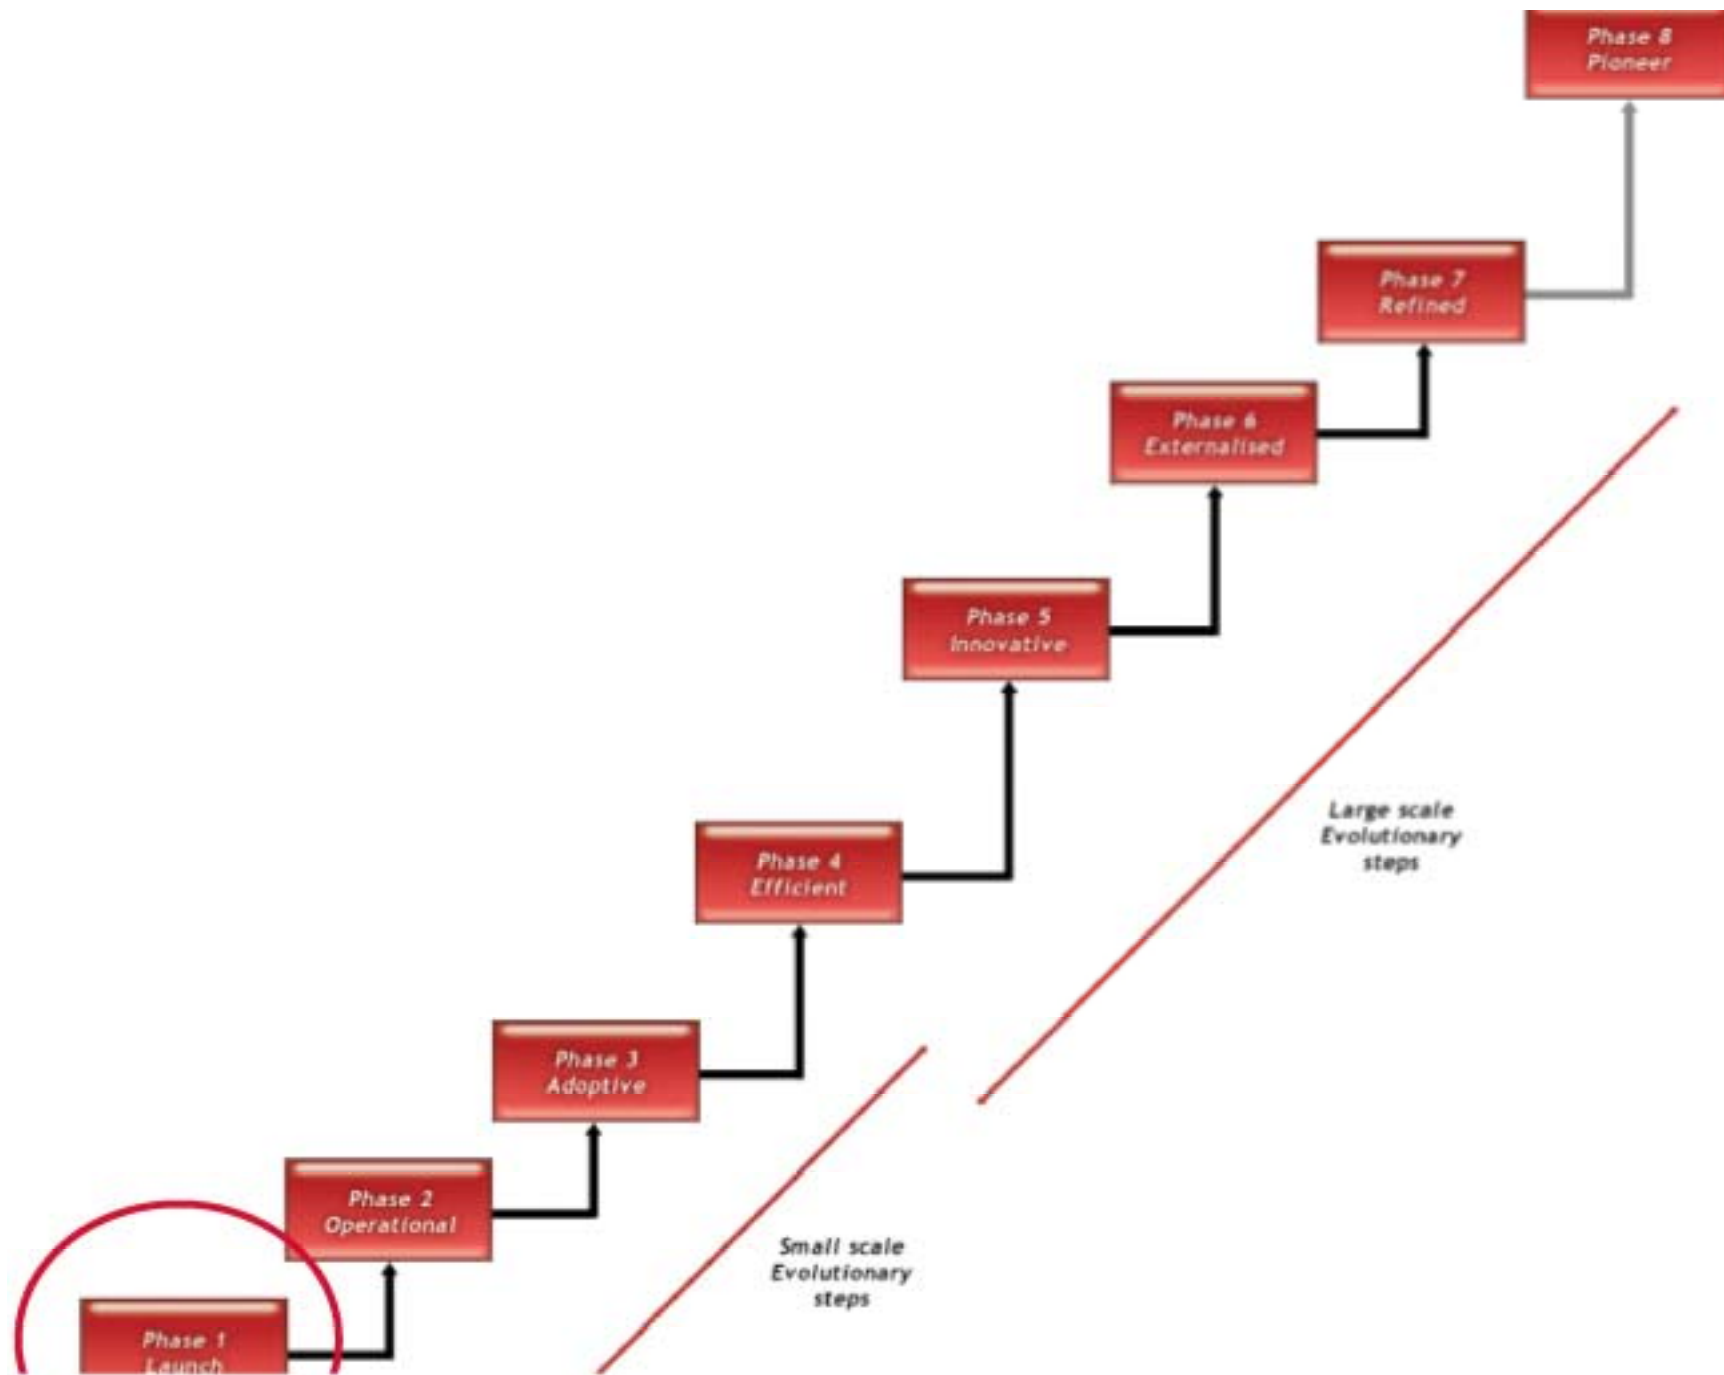 Phase 8
Pioneer
Phase 7
Refined
Phase 6
Externalised
Phase 5
Innovative
Large scale
Evolutionary
steps
Phase 4
Efficient
Phase 3
Adoptive
Phase 2
Operational
Small scale
Evolutionary
steps
Phase 1
Launch